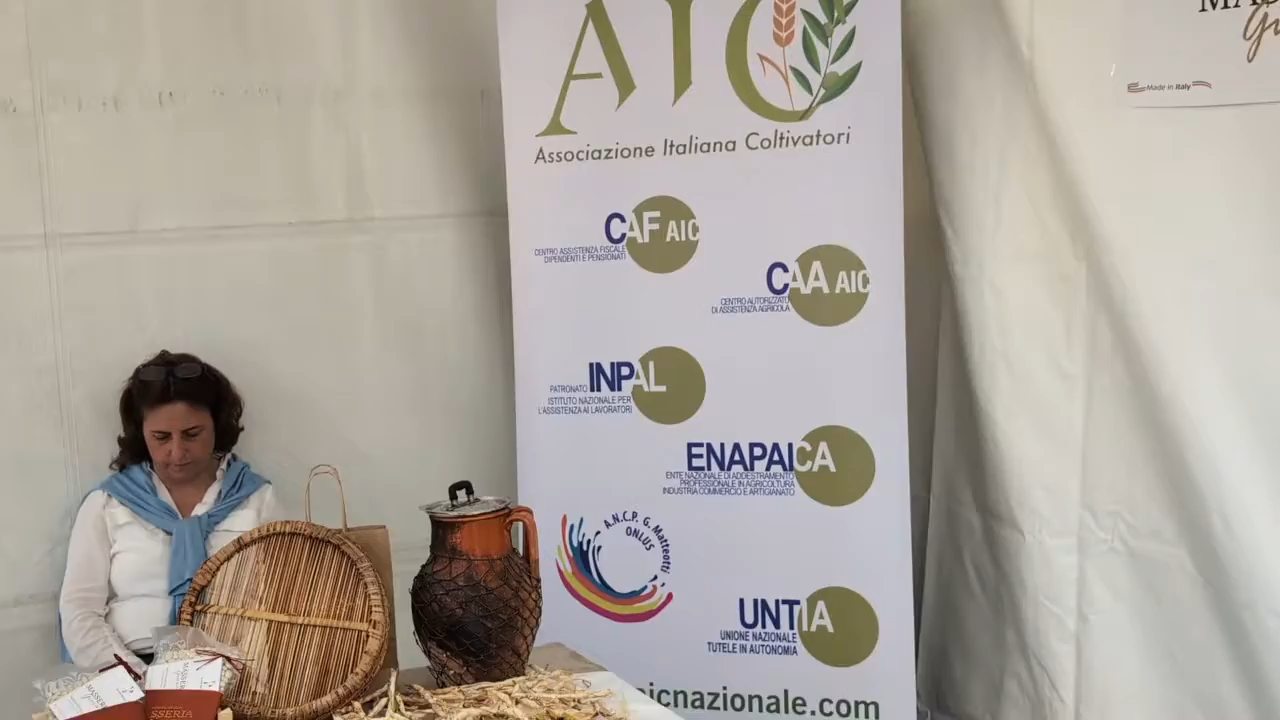 AIC
Associazione Italiana Coltivatori
CAF AIC
CENTRO ASSISTENZA FISCALE
DIPENDENTI E PENSIONATI
CAA AIC
CENTRO AUTORIZZATO
DI ASSISTENZA AGRICOLA
INPAL
PATRONATO
ISTITUTO NAZIONALE PER
L'ASSISTENZA AI LAVORATORI
ENAPAICA
ENTE NAZIONALE DI ADDESTRAMENTO
PROFESSIONALE IN AGRICOLTURA
INDUSTRIA COMMERCIO E ARTIGIANATO
A.N.C.P. G. Matteotti
ONLUS
UNTIA
UNIONE NAZIONALE
TUTELE IN AUTONOMIA
aicnazionale.com
Made in Italy
SSERIA